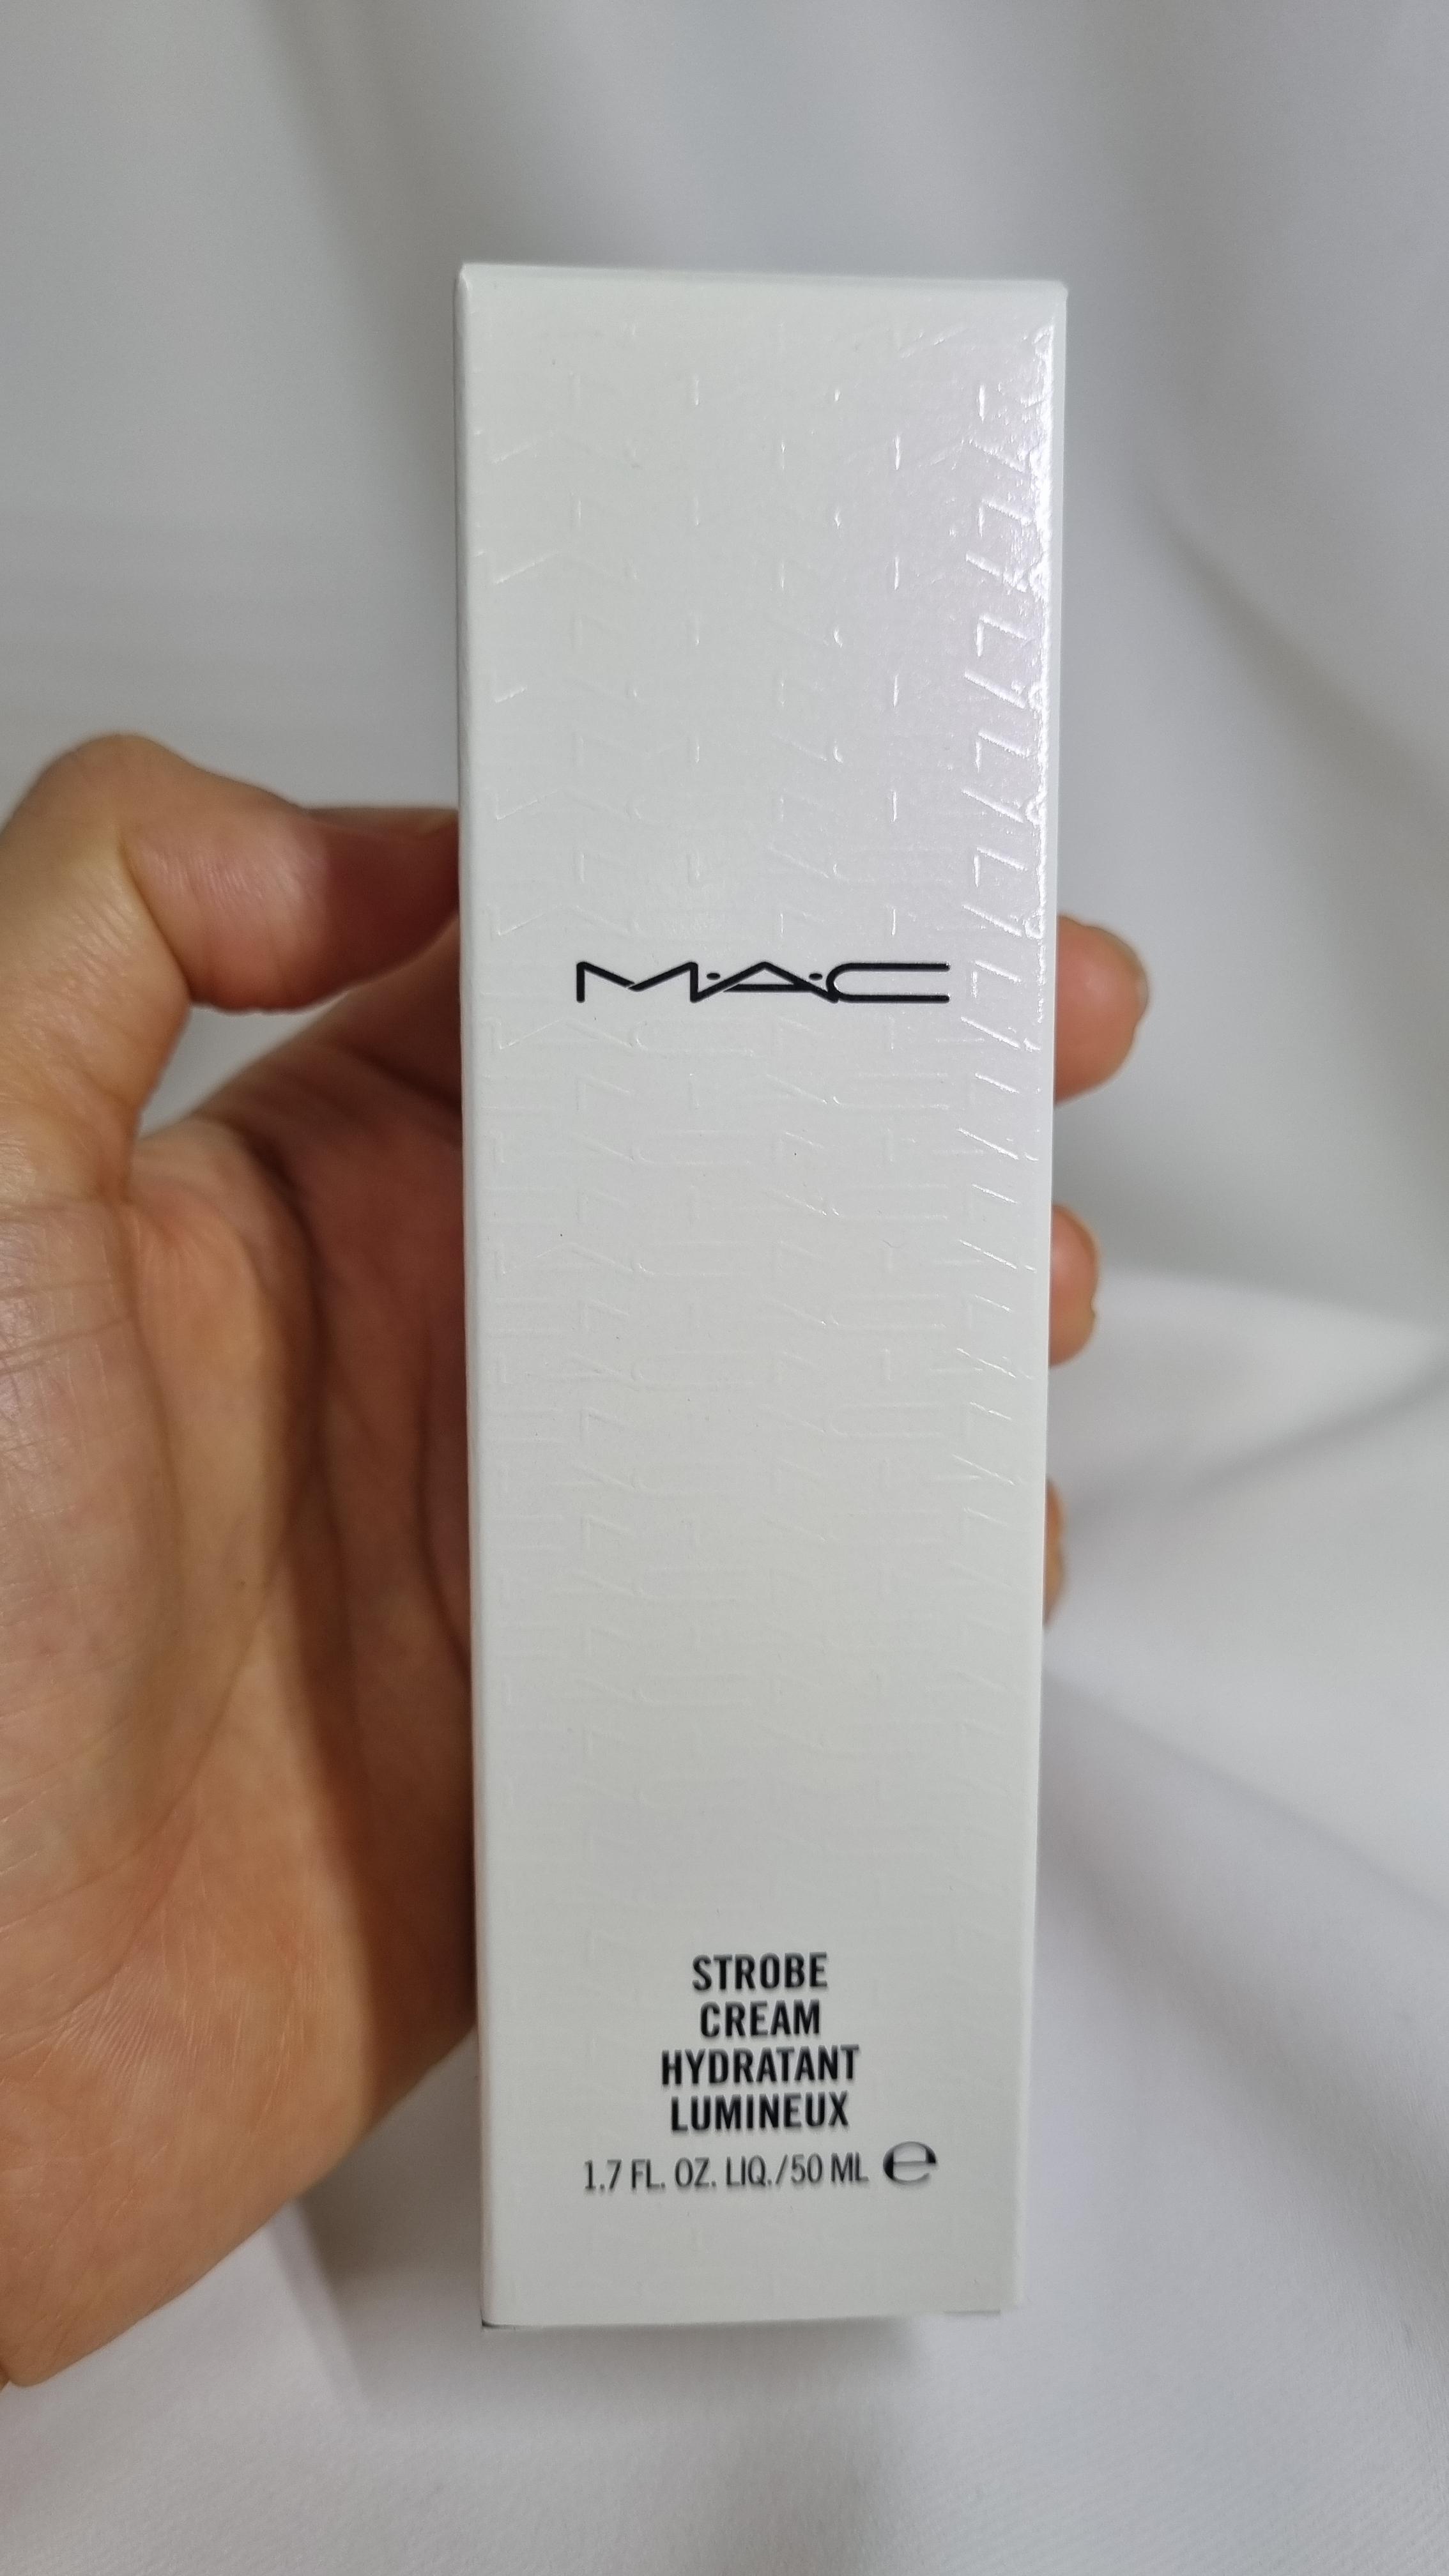 M·A·C
STROBE
CREAM
HYDRATANT
LUMINEUX
1.7 FL. OZ. LIQ./50 ML ℮